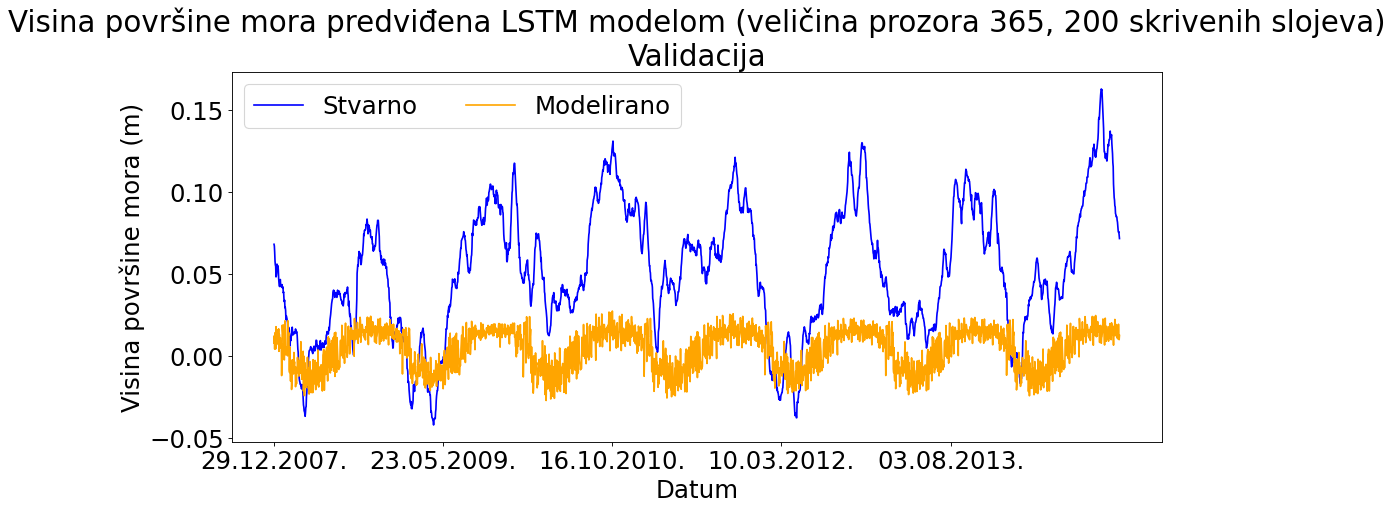 Visina površine mora predviđena LSTM modelom (veličina prozora 365, 200 skrivenih slojeva)
Validacija
Stvarno
Modelirano
Visina površine mora (m)
0.15
0.10
0.05
0.00
−0.05
29.12.2007.
23.05.2009.
16.10.2010.
10.03.2012.
03.08.2013.
Datum